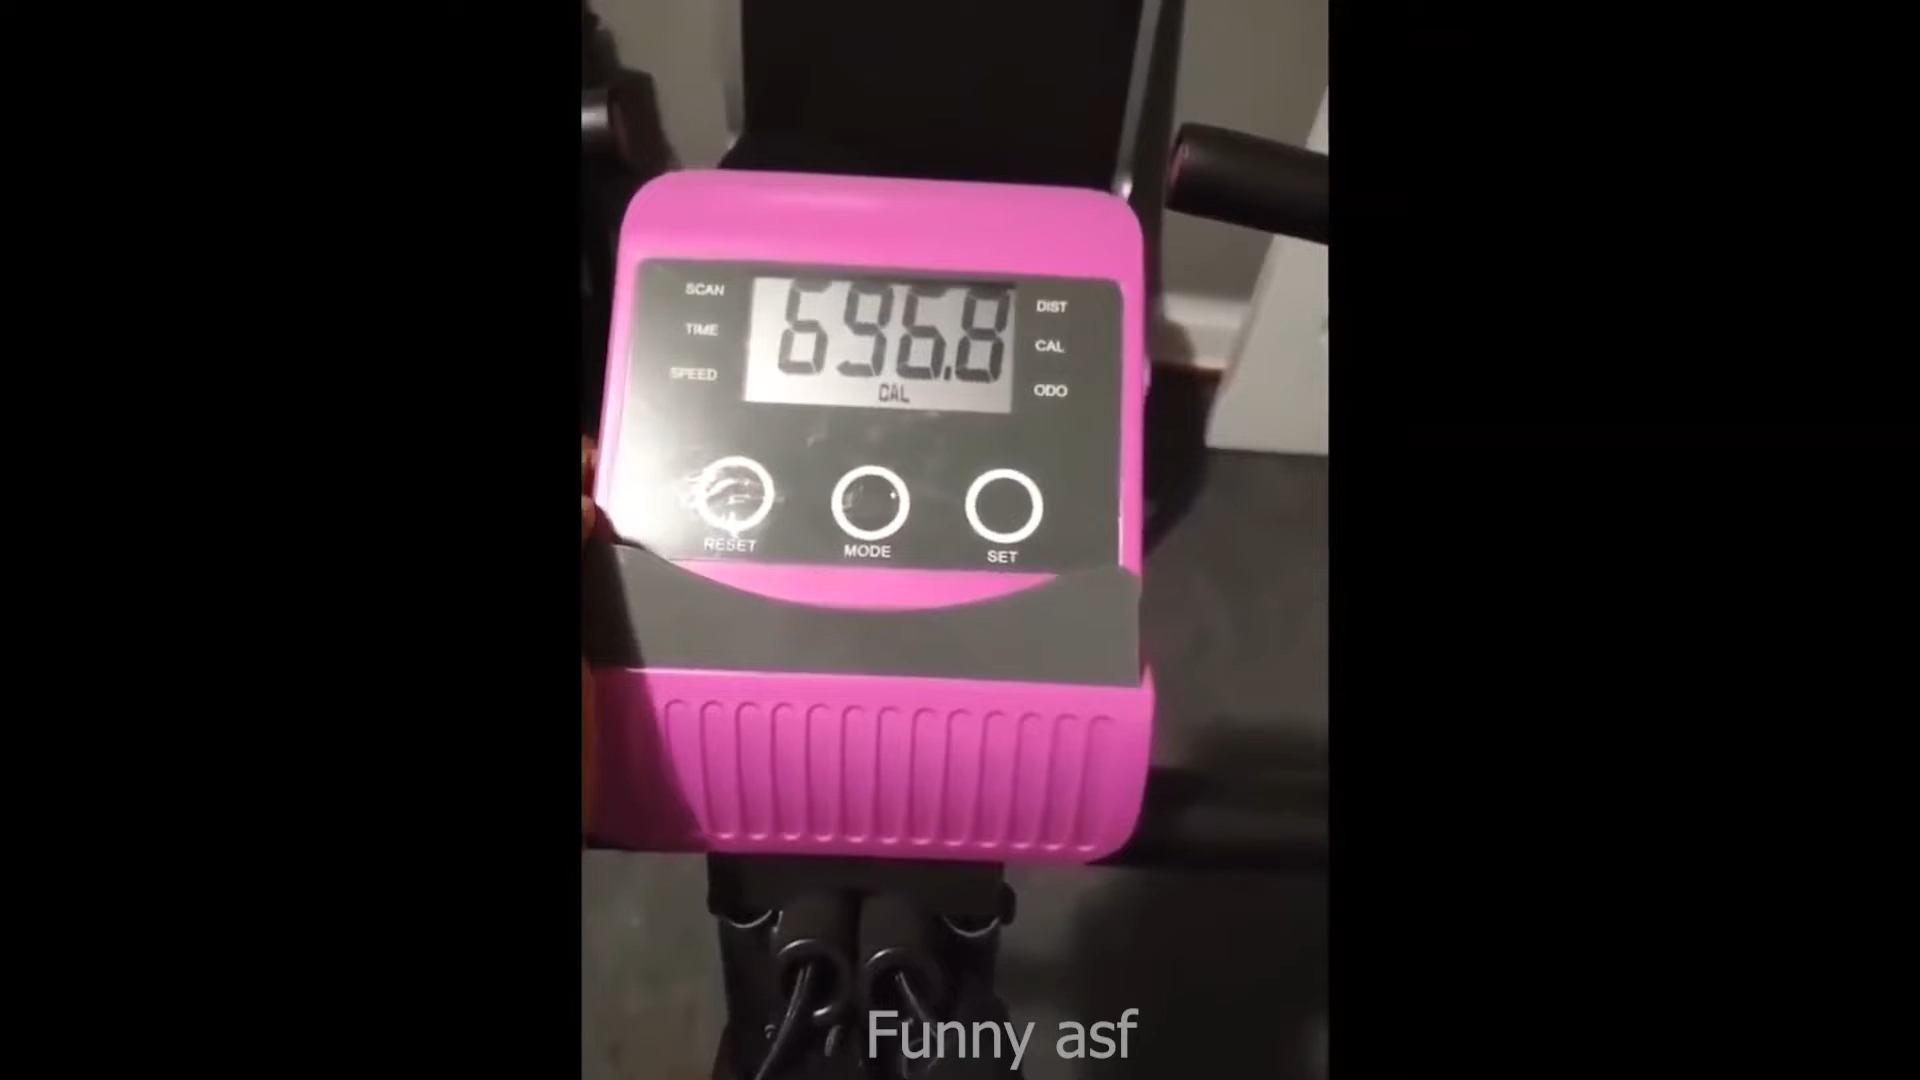 SCAN
TIME
SPEED
696.8
CAL
DIST
CAL
ODO
RESET
MODE
SET
Funny asf